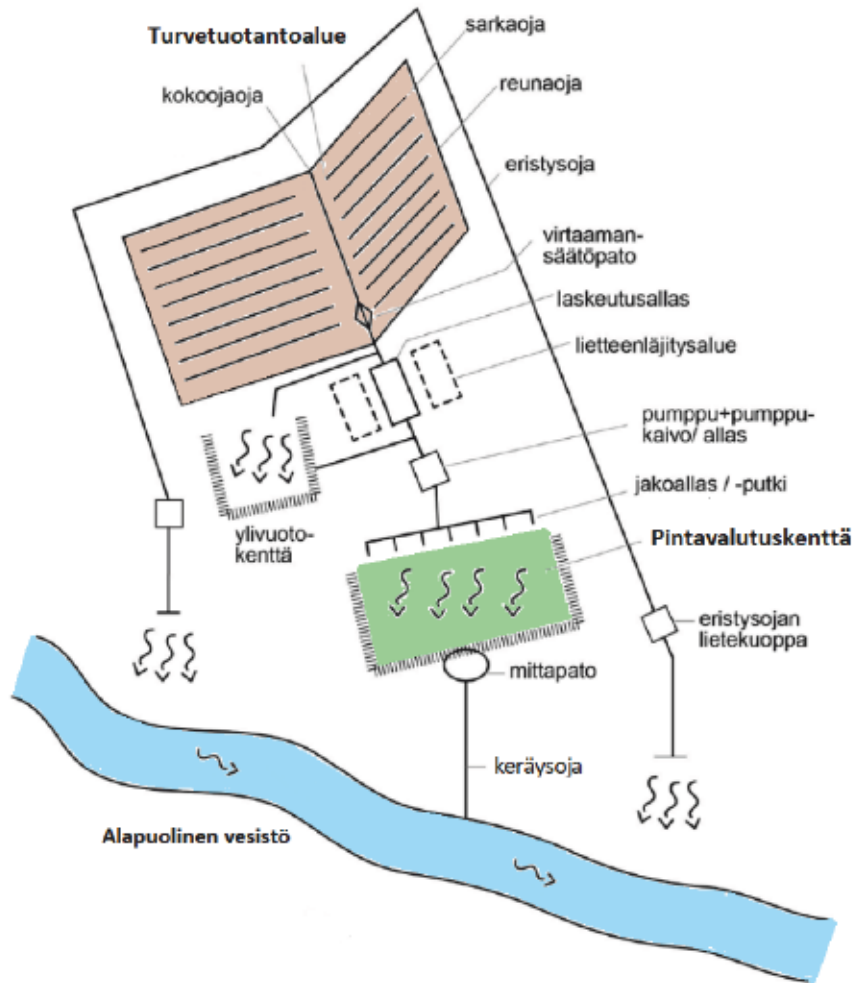 Turvetuotantoalue
sarkaoja
kokoojaoja
reunaoja
eristysoja
virtaaman-
säätöpato
laskeutusallas
lietteenläjitysalue
pumppu+pumppu-
kaivo/ allas
jakoallas / -putki
ylivuoto-
kenttä
Pintavalutuskenttä
eristysojan
lietekuoppa
mittapato
keräysoja
Alapuolinen vesistö